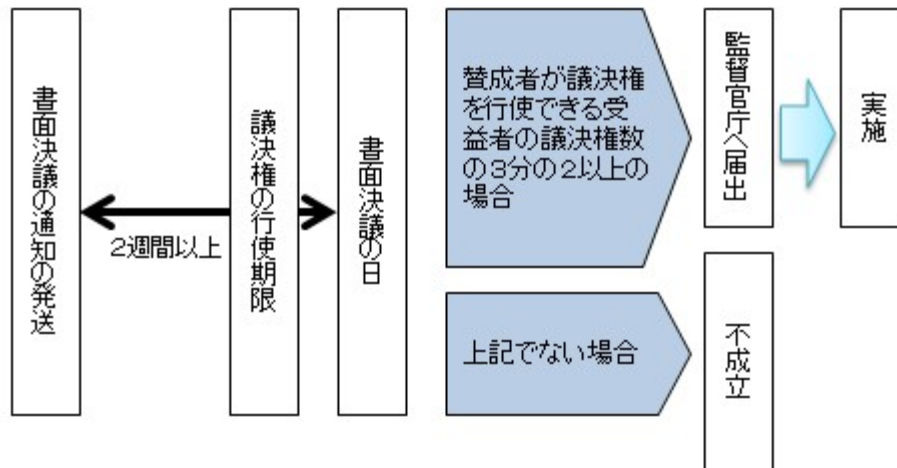 書面決議の通知の発送
2週間以上
議決権の行使期限
書面決議の日
賛成者が議決権
を行使できる受
益者の議決権数
の3分の2以上の
場合
監督官庁へ届出
実施
上記でない場合
不成立